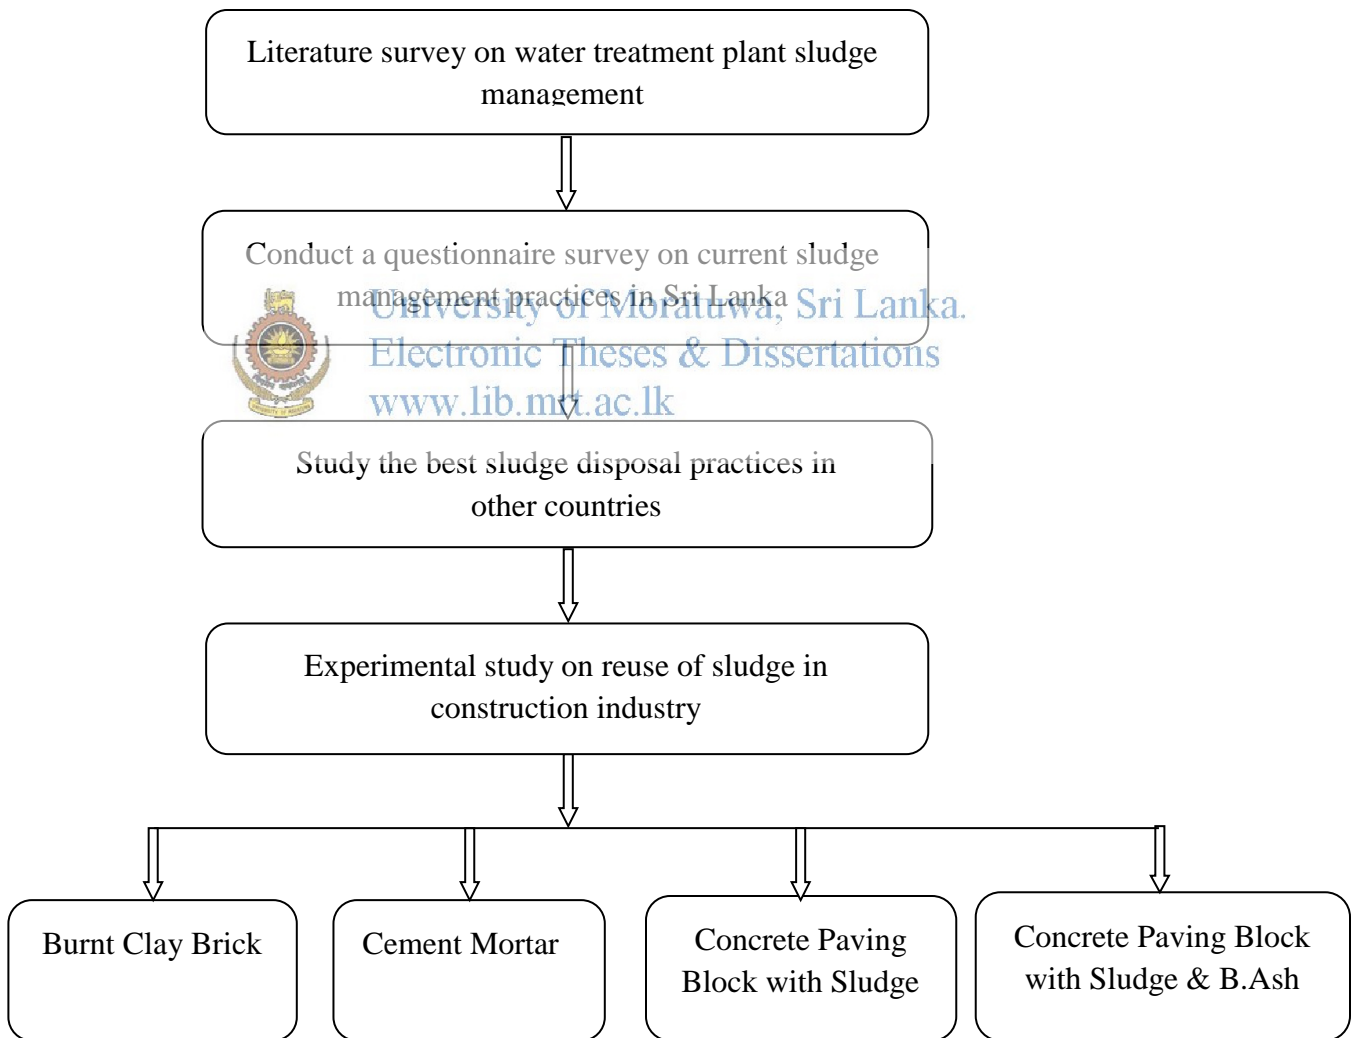 Literature survey on water treatment plant sludge
management
Conduct a questionnaire survey on current sludge
management practices in Sri Lanka
University of Moratuwa, Sri Lanka.
Electronic Theses & Dissertations
www.lib.mrt.ac.lk
Study the best sludge disposal practices in
other countries
Experimental study on reuse of sludge in
construction industry
Burnt Clay Brick
Cement Mortar
Concrete Paving
Block with Sludge
Concrete Paving Block
with Sludge & B.Ash